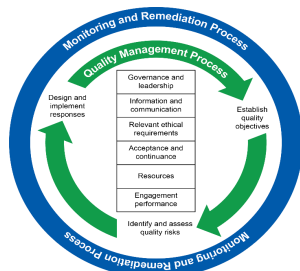 Monitoring and Remediation Process
Quality Management Process
Governance and
leadership
Information and
communication
Relevant ethical
requirements
Acceptance and
continuance
Resources
Engagement
performance
Design and
implement
responses
Establish
quality
objectives
Identify and assess
quality risks
Monitoring and Remediation Process